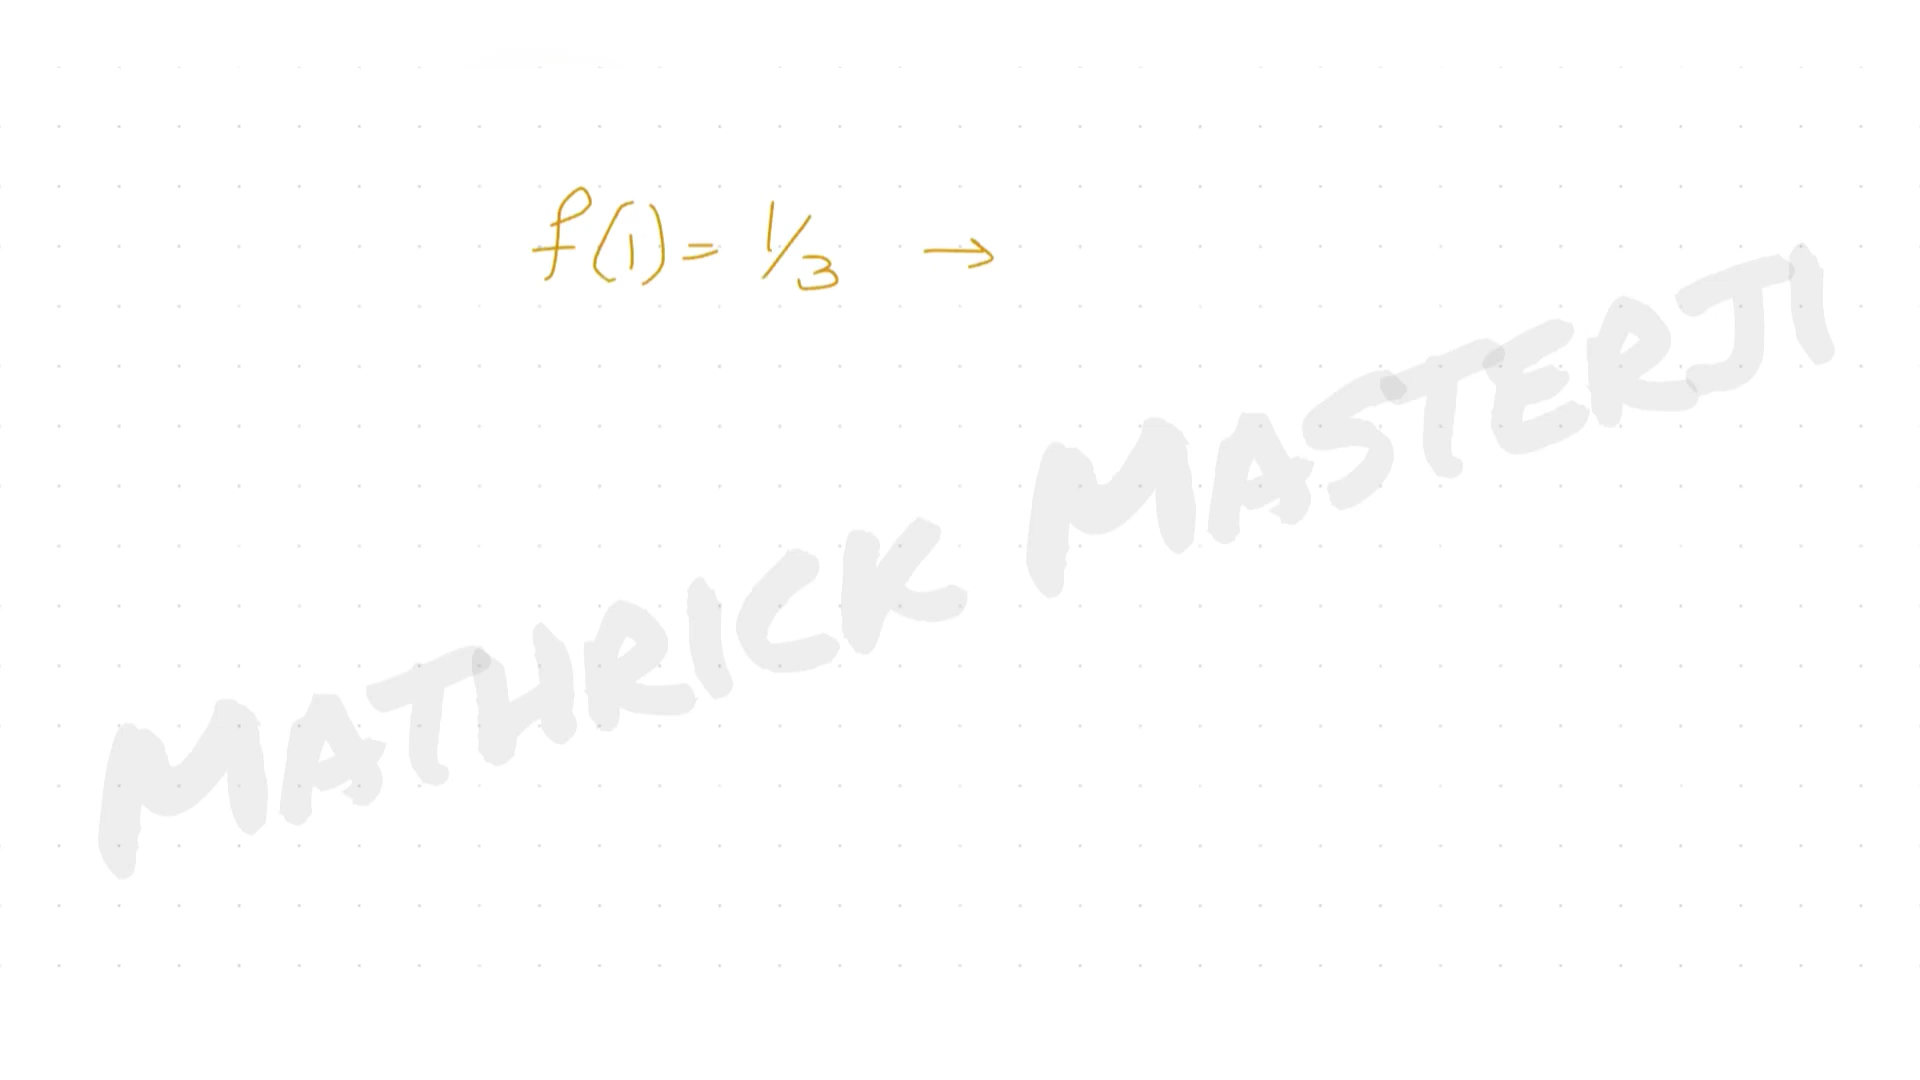 f(1) = 1/3 →
MATHRICK MASTERJI